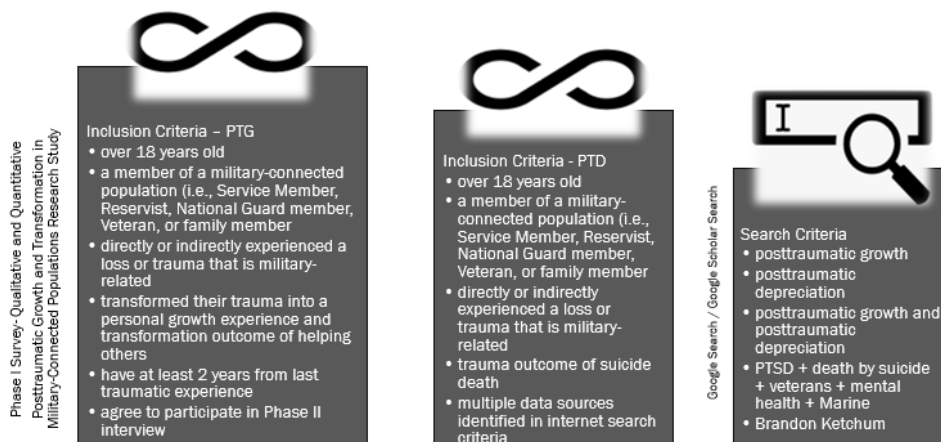 Phase I Survey- Qualitative and Quantitative
Posttraumatic Growth and Transformation in
Military-Connected Populations Research Study
Inclusion Criteria – PTG
• over 18 years old
• a member of a military-connected
population (i.e., Service Member,
Reservist, National Guard member,
Veteran, or family member
• directly or indirectly experienced a
loss or trauma that is military-
related
• transformed their trauma into a
personal growth experience and
transformation outcome of helping
others
• have at least 2 years from last
traumatic experience
• agree to participate in Phase II
interview
Inclusion Criteria - PTD
• over 18 years old
• a member of a military-
connected population (i.e.,
Service Member, Reservist,
National Guard member,
Veteran, or family member
• directly or indirectly
experienced a loss or
trauma that is military-
related
• trauma outcome of suicide
death
• multiple data sources
identified in internet search
criteria
Google Search / Google Scholar Search
Search Criteria
• posttraumatic growth
• posttraumatic
depreciation
• posttraumatic growth and
posttraumatic
depreciation
• PTSD + death by suicide
+ veterans + mental
health + Marine
• Brandon Ketchum